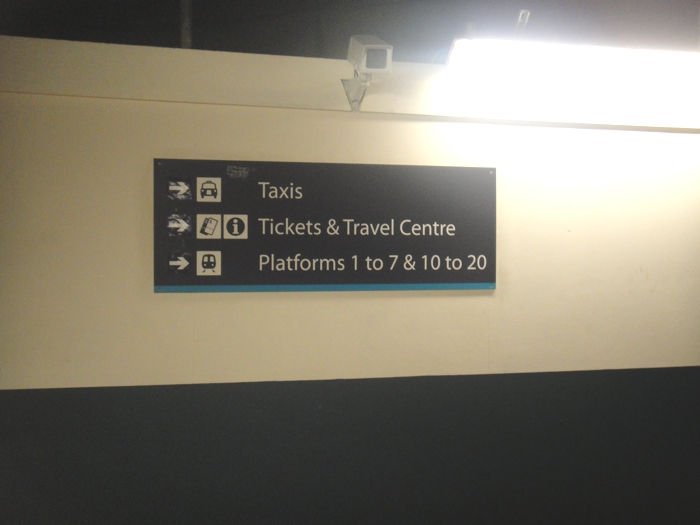 Taxis
Tickets & Travel Centre
Platforms 1 to 7 & 10 to 20